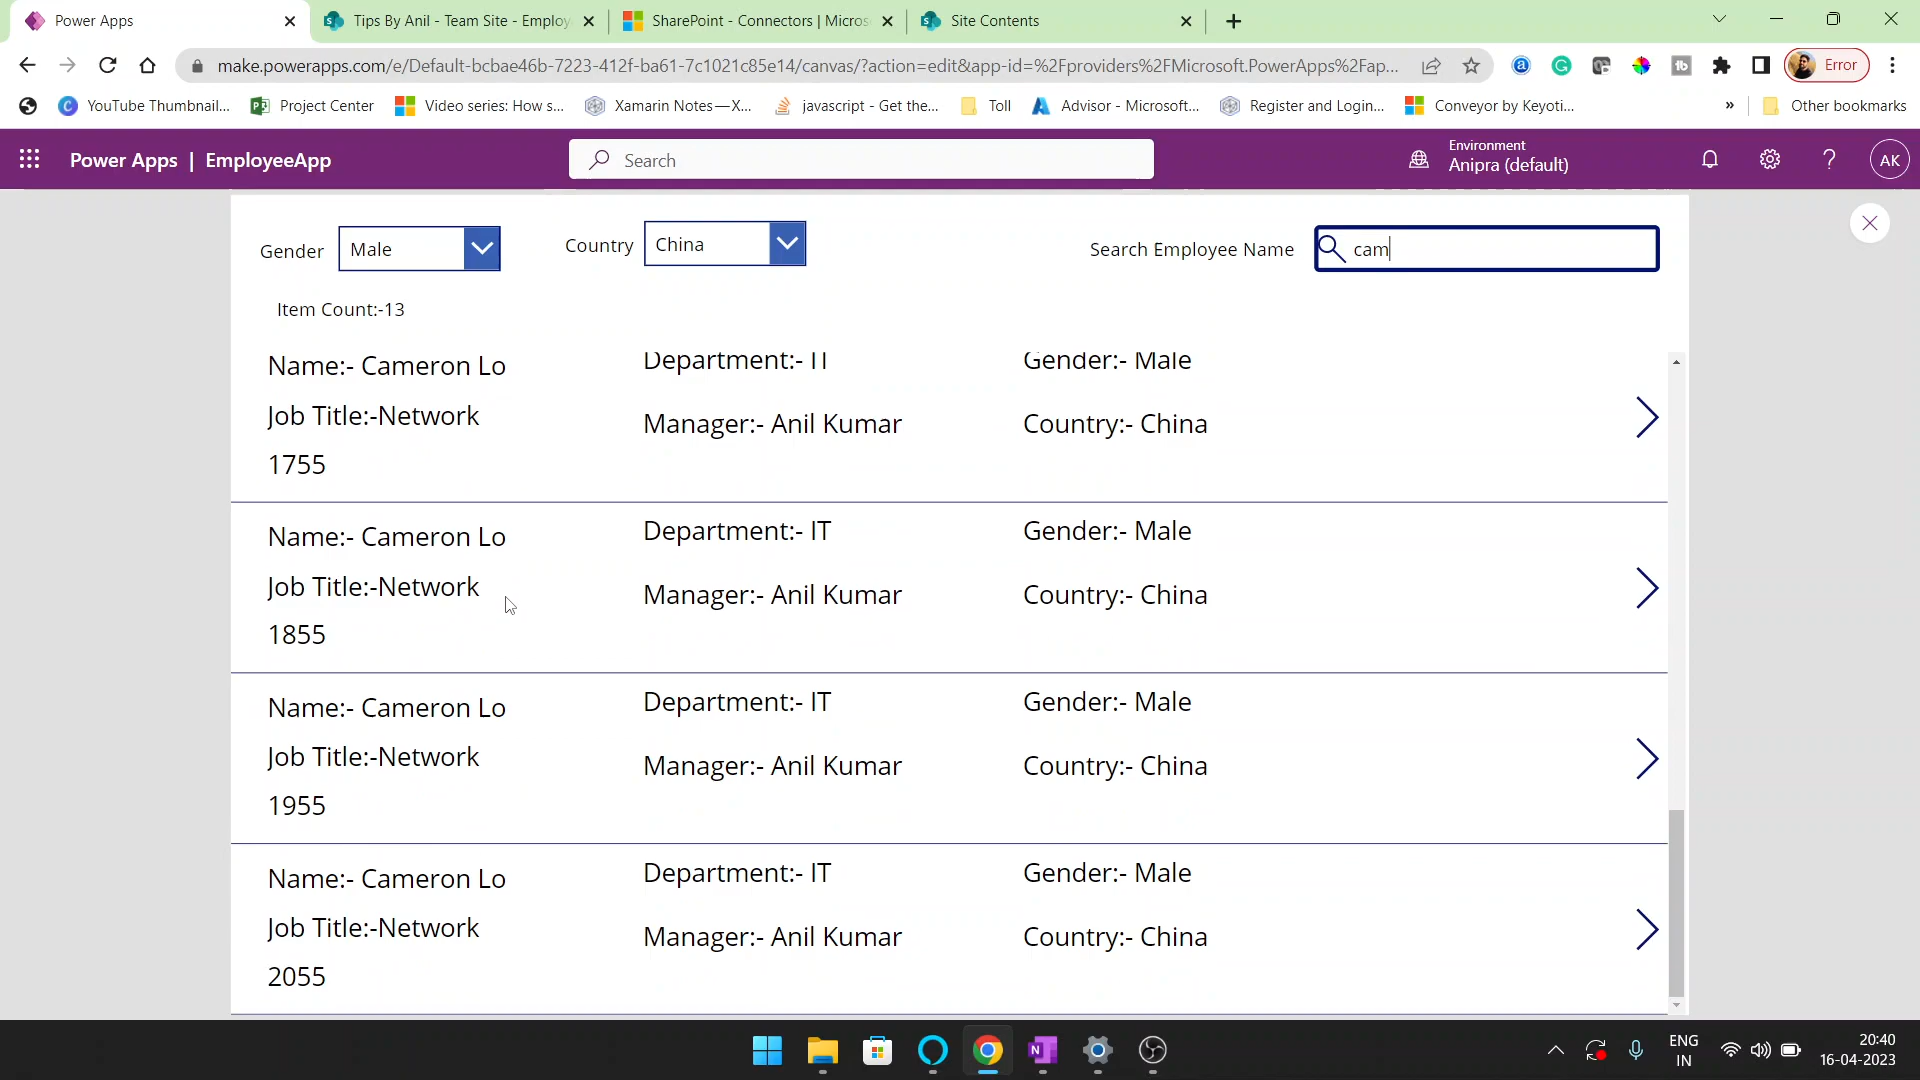 Power Apps
Tips By Anil - Team Site - Employ
SharePoint - Connectors | Micros
Site Contents
make.powerapps.com/e/Default-bcbae46b-7223-412f-ba61-7c1021c85e14/canvas/?action=edit&app-id=%2Fproviders%2FMicrosoft.PowerApps%2Fap...
Error
YouTube Thumbnail...
Project Center
Video series: How s...
Xamarin Notes—X...
javascript - Get the...
Toll
Advisor - Microsoft...
Register and Login...
Conveyor by Keyoti...
»
Other bookmarks
Power Apps | EmployeeApp
Search
Environment
Anipra (default)
AK
Gender
Male
Country
China
Search Employee Name
cam
Item Count:-13
Name:- Cameron Lo
Department:- IT
Gender:- Male
Job Title:-Network
Manager:- Anil Kumar
Country:- China
1755
Name:- Cameron Lo
Department:- IT
Gender:- Male
Job Title:-Network
Manager:- Anil Kumar
Country:- China
1855
Name:- Cameron Lo
Department:- IT
Gender:- Male
Job Title:-Network
Manager:- Anil Kumar
Country:- China
1955
Name:- Cameron Lo
Department:- IT
Gender:- Male
Job Title:-Network
Manager:- Anil Kumar
Country:- China
2055
ENG
IN
20:40
16-04-2023